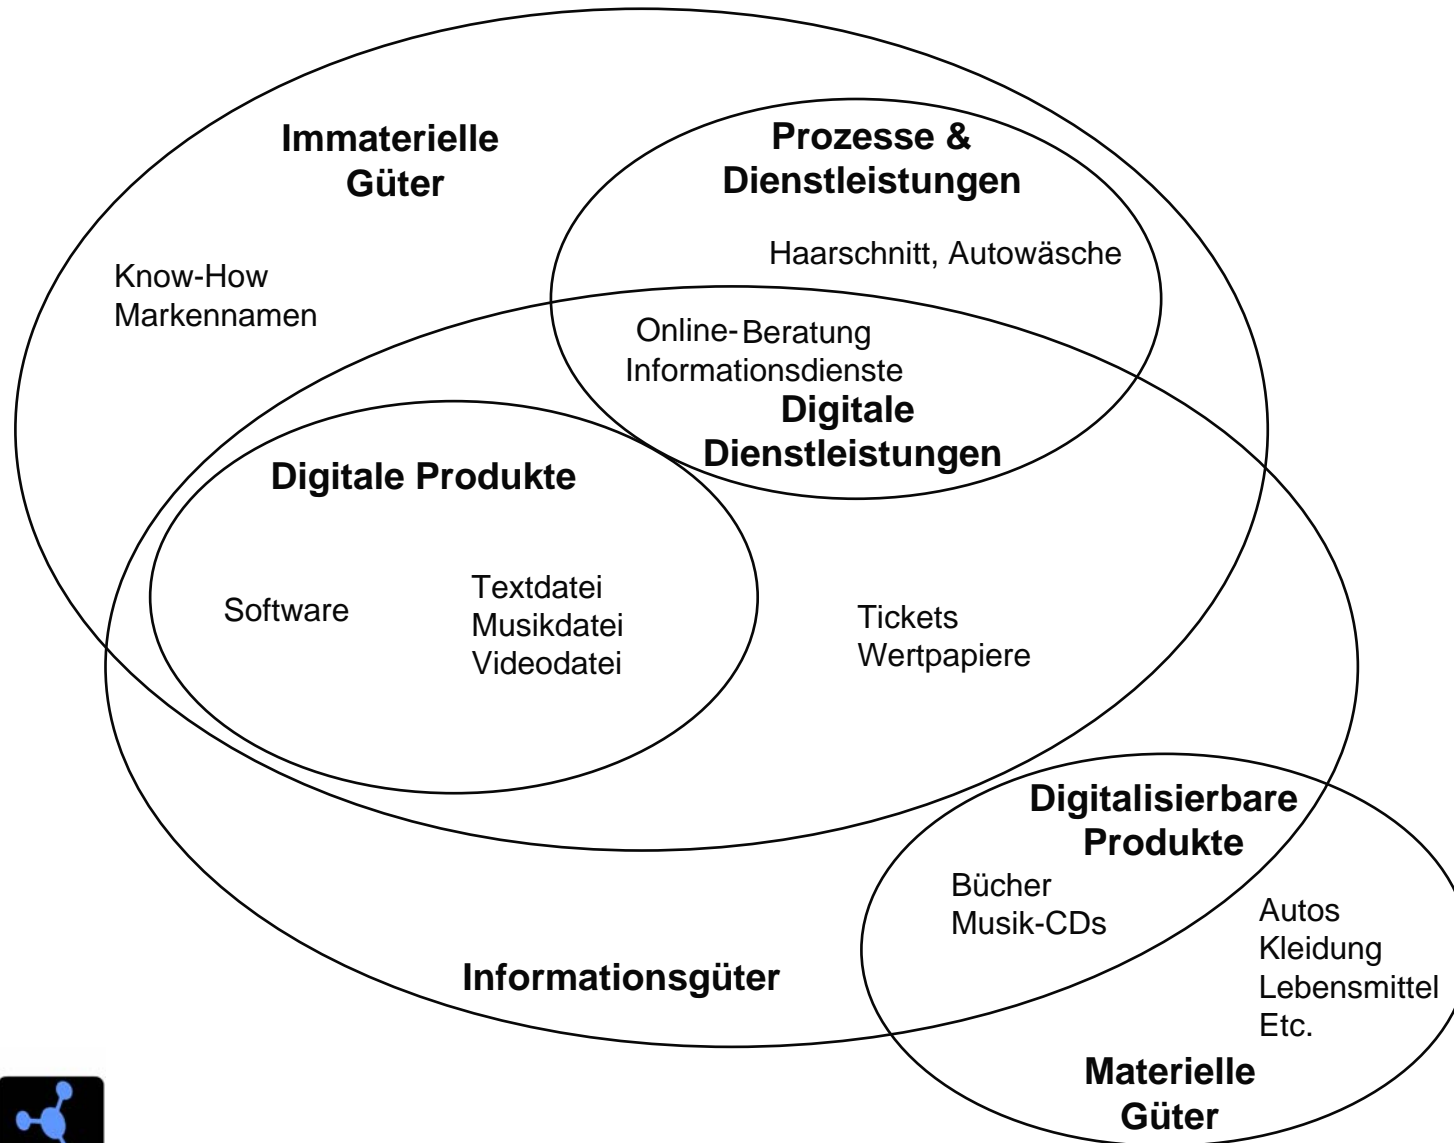 Immaterielle
Güter
Prozesse &
Dienstleistungen
Haarschnitt, Autowäsche
Know-How
Markennamen
Online-Beratung
Informationsdienste
Digitale
Dienstleistungen
Digitale Produkte
Software
Textdatei
Musikdatei
Videodatei
Tickets
Wertpapiere
Digitalisierbare
Produkte
Bücher
Musik-CDs
Autos
Kleidung
Lebensmittel
Etc.
Informationsgüter
Materielle
Güter